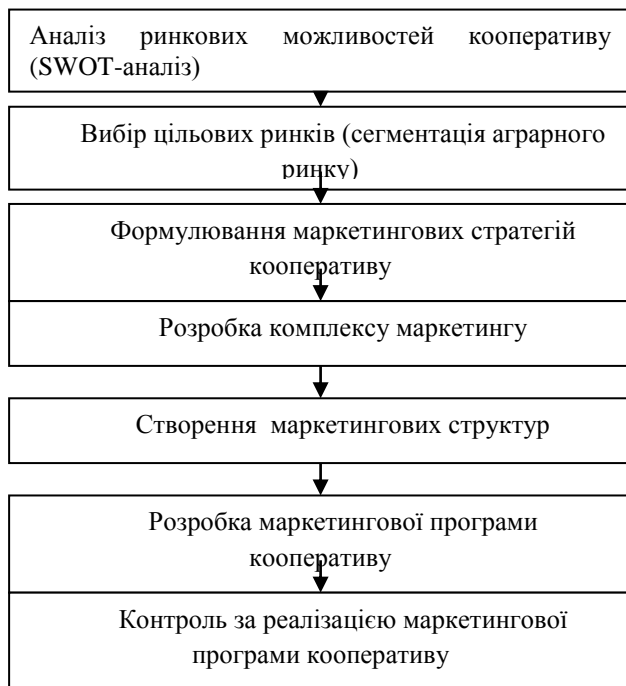 Аналіз ринкових можливостей кооперативу
(SWOT-аналіз)
Вибір цільових ринків (сегментація аграрного
ринку)
Формулювання маркетингових стратегій
кооперативу
Розробка комплексу маркетингу
Створення маркетингових структур
Розробка маркетингової програми
кооперативу
Контроль за реалізацією маркетингової
програми кооперативу